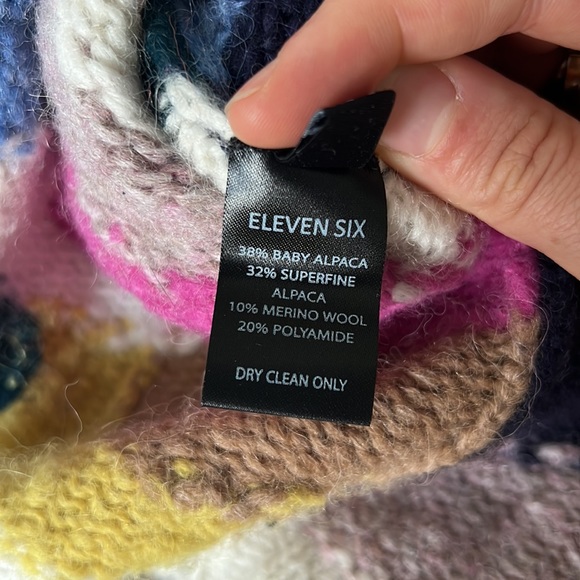 ELEVEN SIX
38% BABY ALPACA
32% SUPERFINE
ALPACA
10% MERINO WOOL
20% POLYAMIDE
DRY CLEAN ONLY